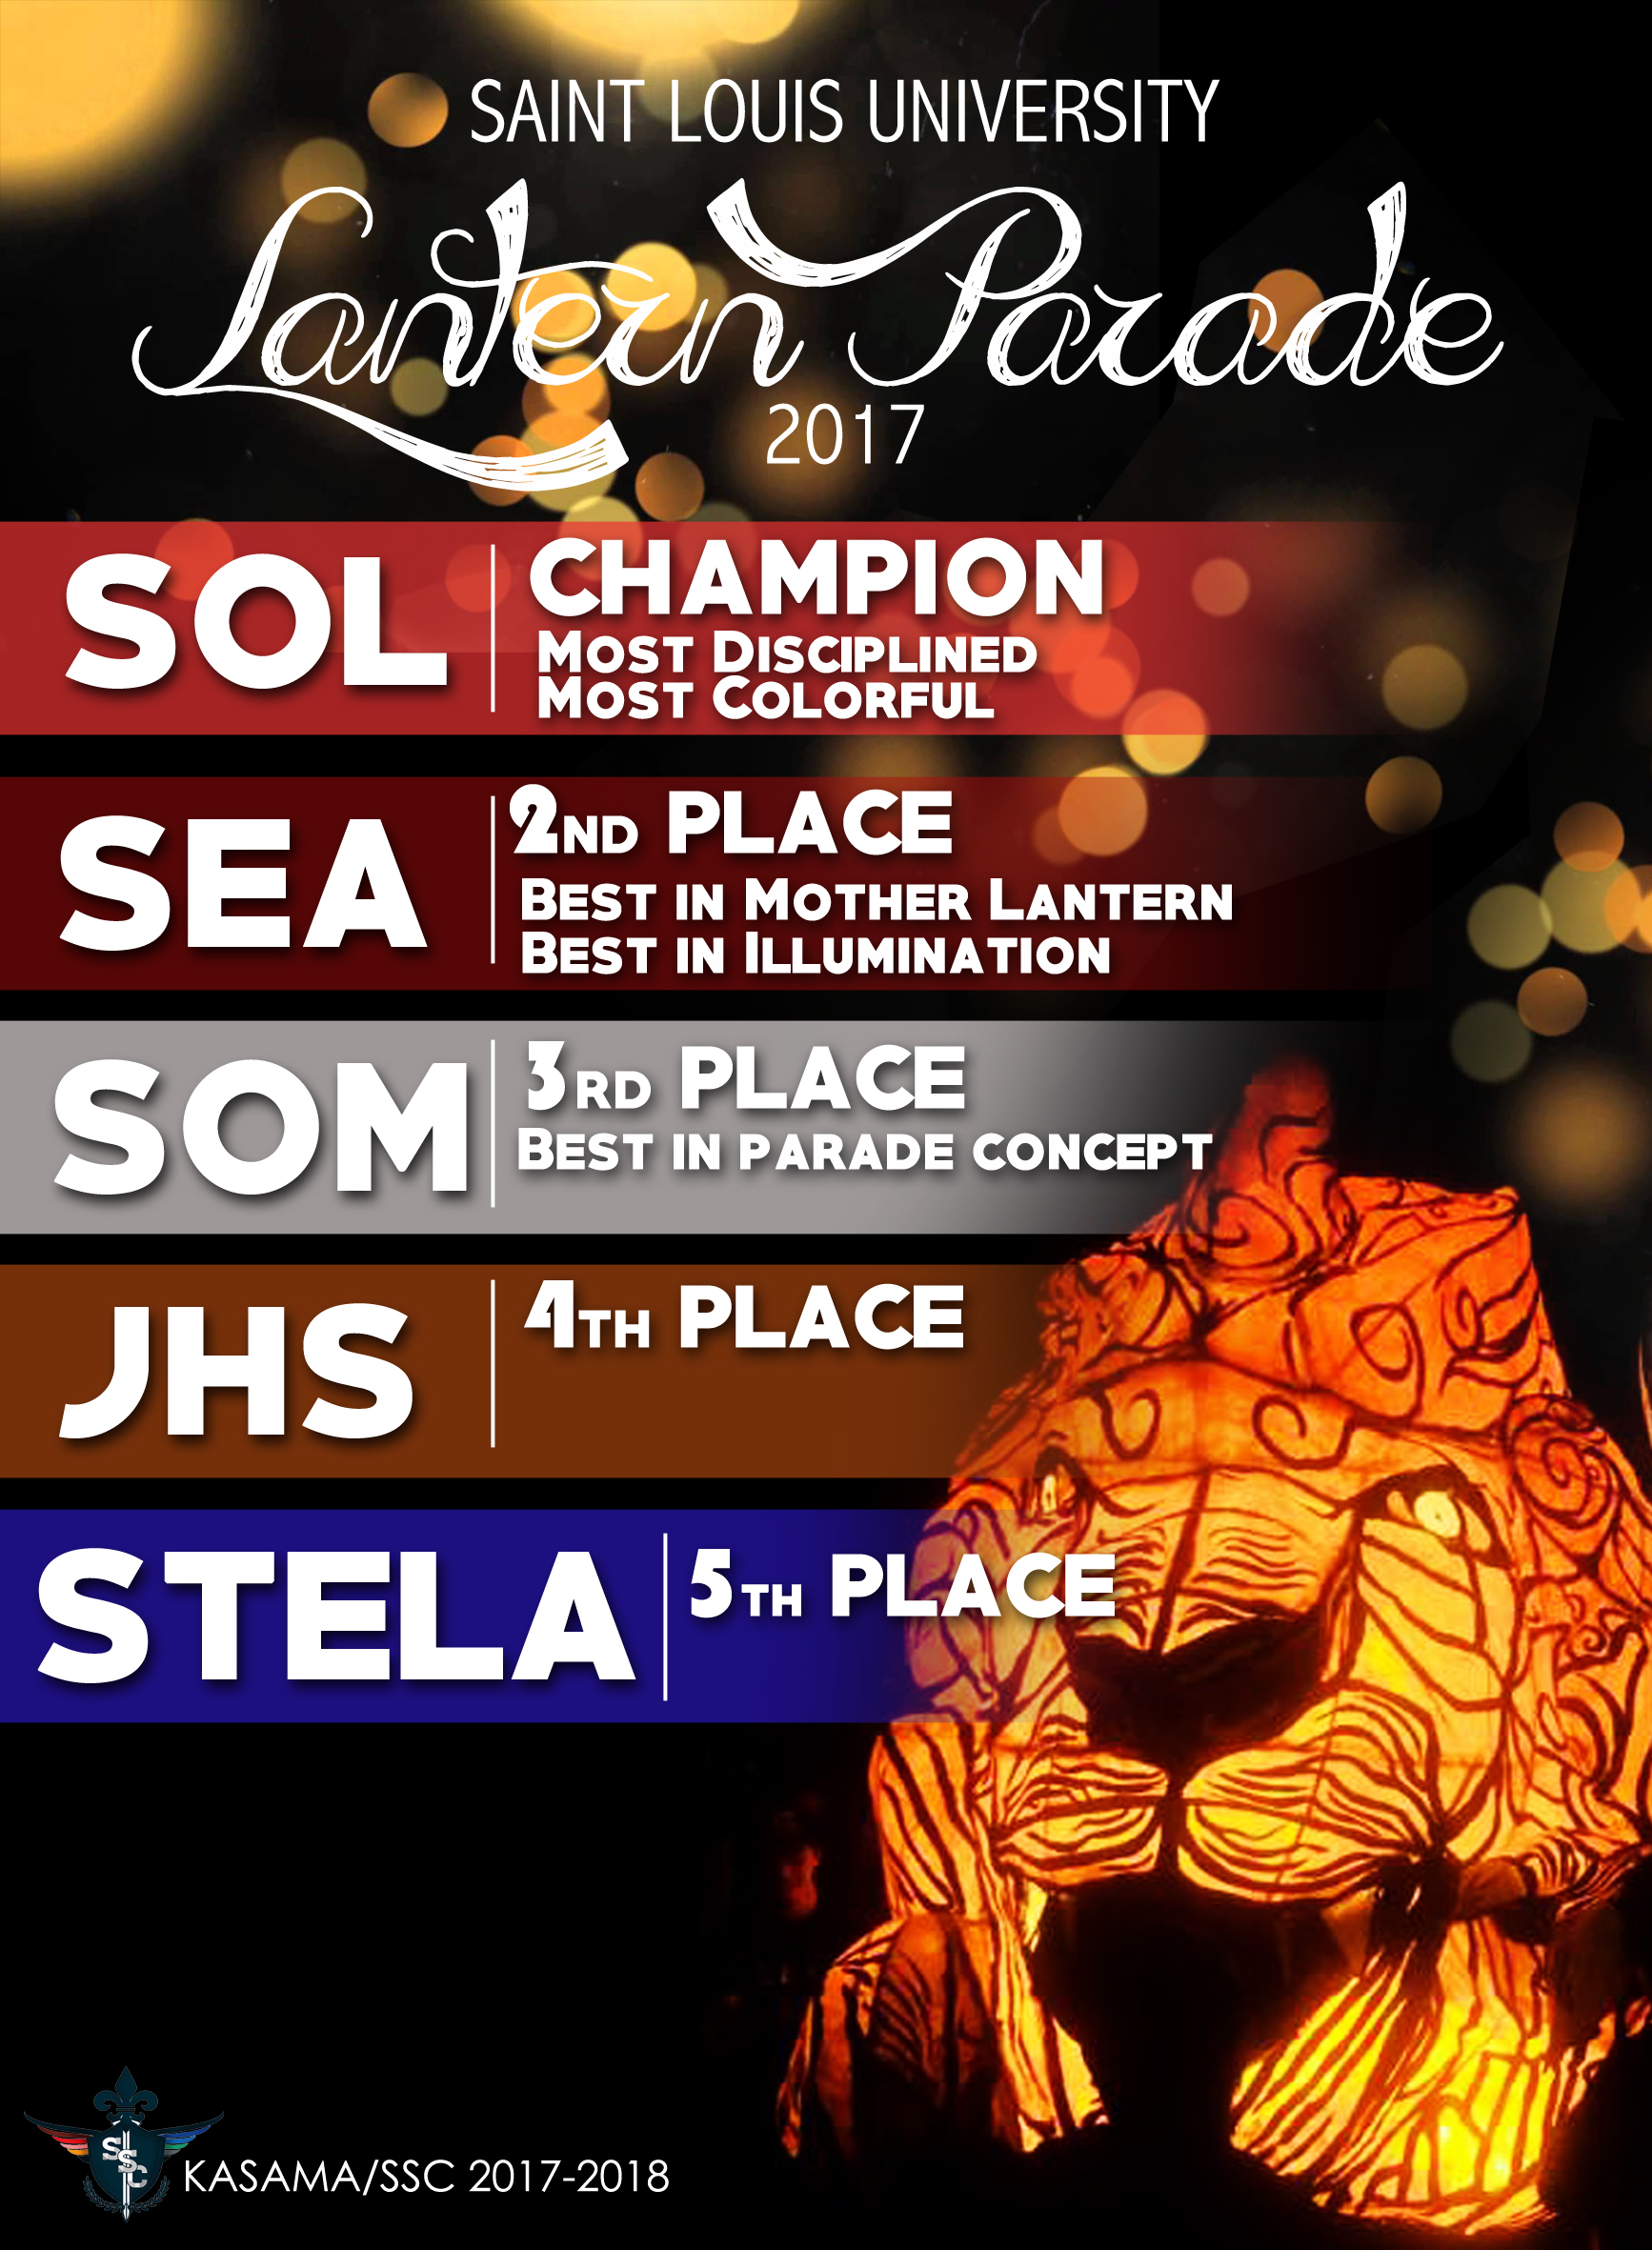 SAINT LOUIS UNIVERSITY
Lantern Parade
2017
SOL
CHAMPION
MOST DISCIPLINED
MOST COLORFUL
SEA
2ND PLACE
BEST IN MOTHER LANTERN
BEST IN ILLUMINATION
SOM
3RD PLACE
BEST IN PARADE CONCEPT
JHS
4TH PLACE
STELA
5TH PLACE
SSC
KASAMA/SSC 2017-2018